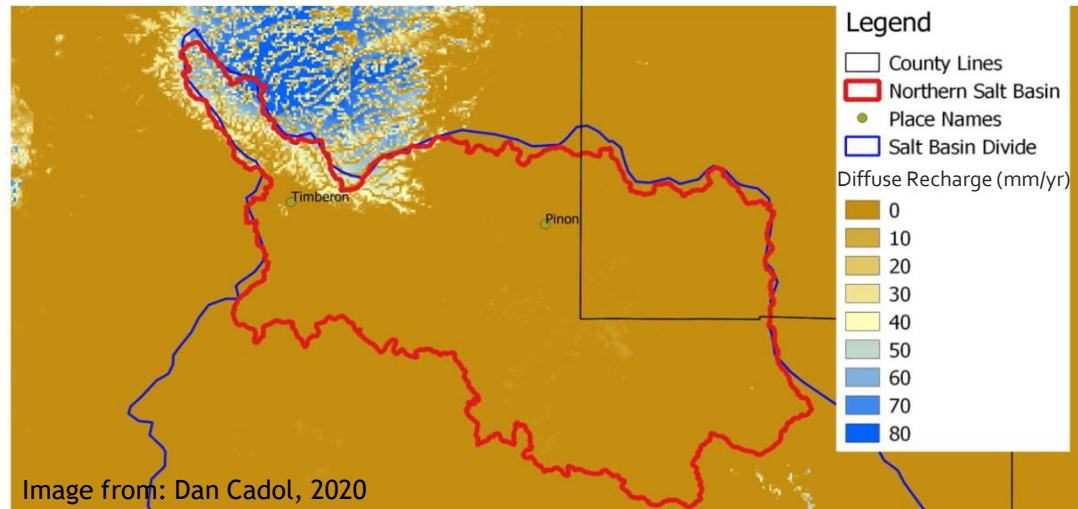 Legend
County Lines
Northern Salt Basin
Place Names
Salt Basin Divide
Diffuse Recharge (mm/yr)
0
10
20
30
40
50
60
70
80
Timberon
Pinon
Image from: Dan Cadol, 2020